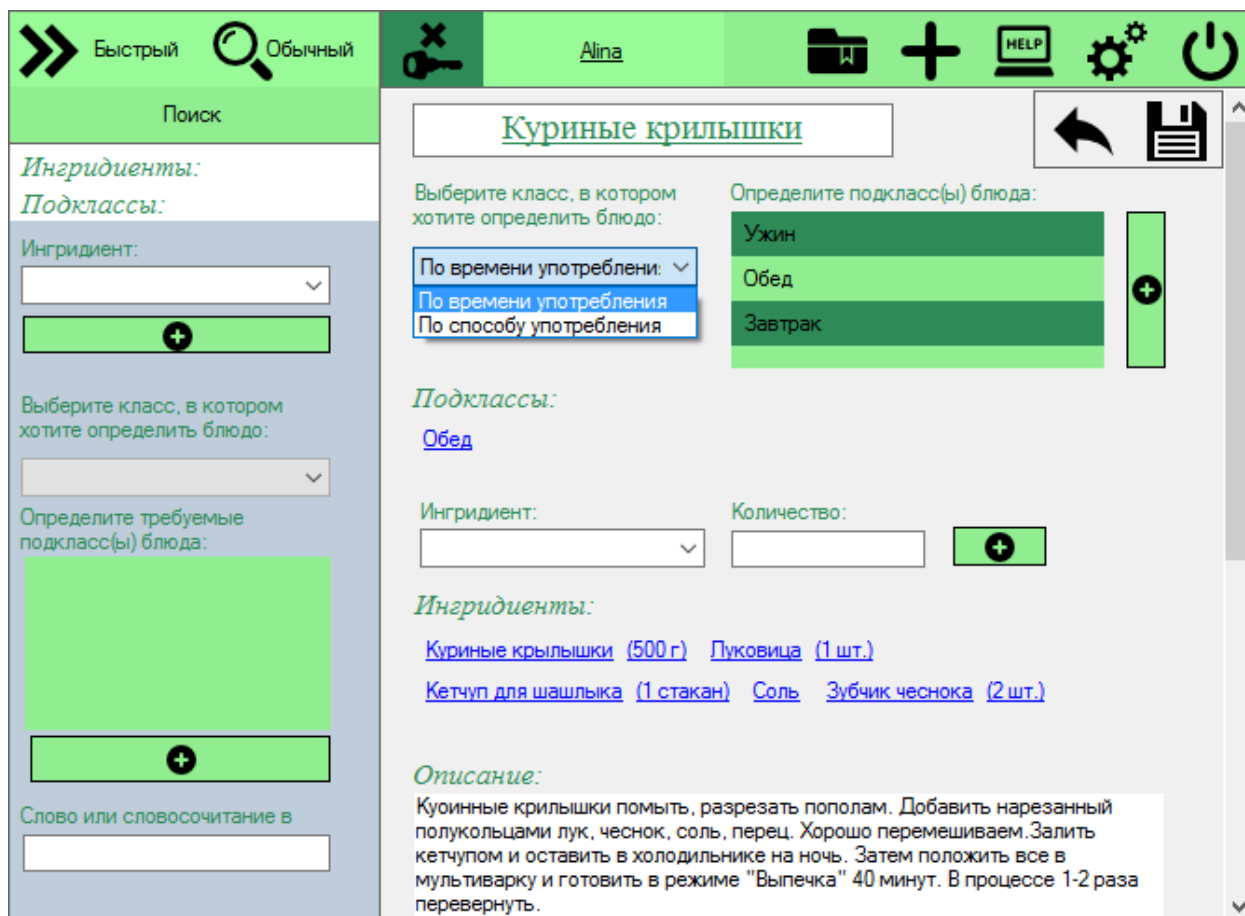 Быстрый
Обычный
Alina
HELP
Поиск
Ингридиенты:
Подклассы:
Ингридиент:
Выберите класс, в котором
хотите определить блюдо:
Определите требуемые
подкласс(ы) блюда:
Слово или словосочитание в
Куриные крилышки
Выберите класс, в котором
хотите определить блюдо:
По времени употреблени
По времени употребления
По способу употребления
Определите подкласс(ы) блюда:
Ужин
Обед
Завтрак
Подклассы:
Обед
Ингридиент:
Количество:
Ингридиенты:
Куриные крылышки (500 г) Луковица (1 шт.)
Кетчуп для шашлыка (1 стакан) Соль Зубчик чеснока (2 шт.)
Описание:
Куоинные крилышки помыть, разрезать пополам. Добавить нарезанный
полукольцами лук, чеснок, соль, перец. Хорошо перемешиваем.Залить
кетчупом и оставить в холодильнике на ночь. Затем положить все в
мультиварку и готовить в режиме "Выпечка" 40 минут. В процессе 1-2 раза
перевернуть.